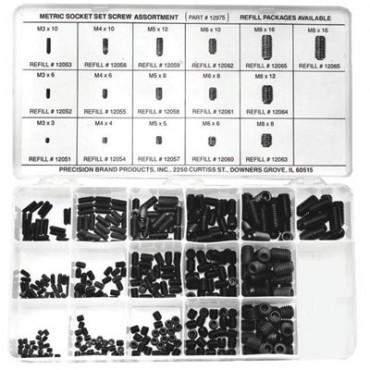 METRIC SOCKET SET SCREW ASSORTMENT (PART # 12975) REFILL PACKAGES AVAILABLE
M3 x 10 M4 x 10 M5 x 12 M6 x 10 M8 x 16 M8 x 16
REFILL # 12053 REFILL # 12056 REFILL # 12059 REFILL # 12062 REFILL # 12065 REFILL # 12065
M3 x 6 M4 x 6 M5 x 8 M6 x 8 M8 x 12
REFILL # 12052 REFILL # 12055 REFILL # 12058 REFILL # 12061 REFILL # 12064
M3 x 3 M4 x 4 M5 x 5 M6 x 6 M8 x 8
REFILL # 12051 REFILL # 12054 REFILL # 12057 REFILL # 12060 REFILL # 12063
PRECISION BRAND PRODUCTS, INC., 2250 CURTISS ST., DOWNERS GROVE, IL 60515